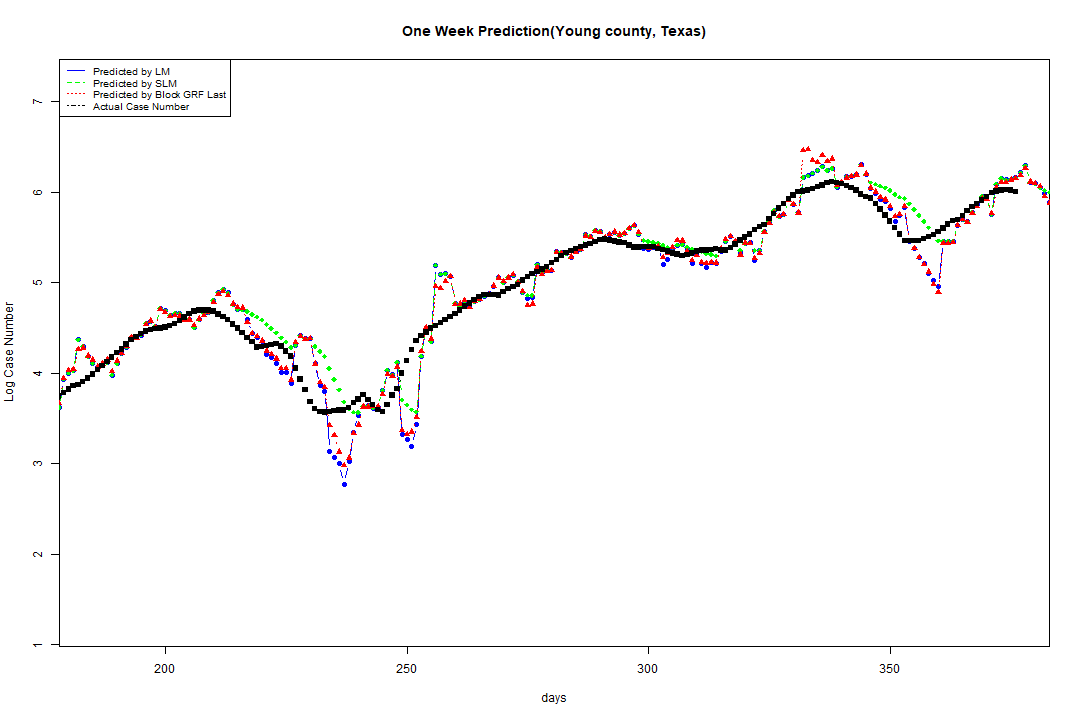 One Week Prediction(Young county, Texas)
Predicted by LM
Predicted by SLM
Predicted by Block GRF Last
Actual Case Number
7
6
5
4
3
2
1
Log Case Number
200 250 300 350
days